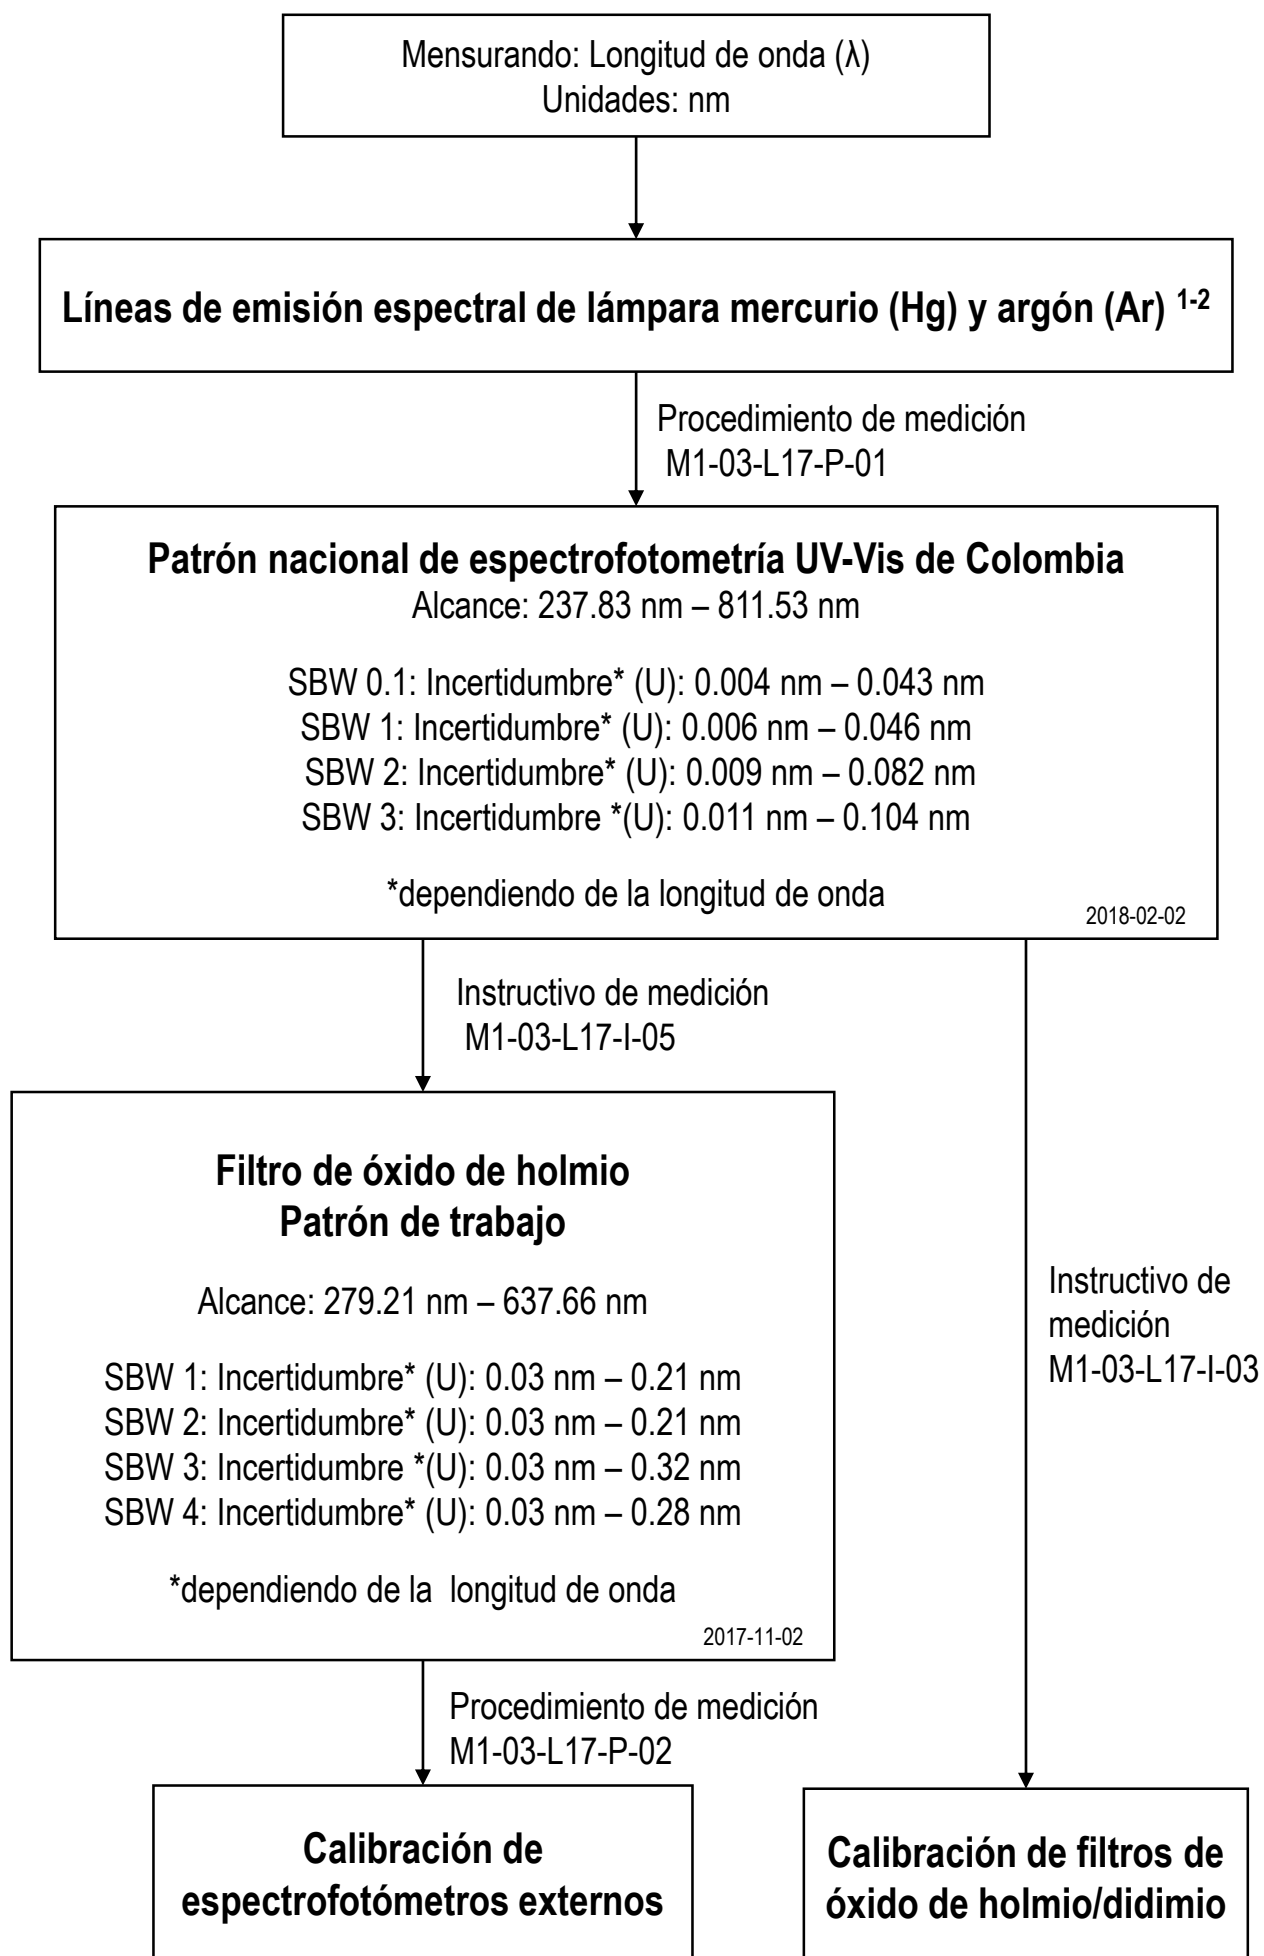 Mensurando: Longitud de onda (λ)
Unidades: nm
Líneas de emisión espectral de lámpara mercurio (Hg) y argón (Ar) 1-2
Procedimiento de medición
M1-03-L17-P-01
Patrón nacional de espectrofotometría UV-Vis de Colombia
Alcance: 237.83 nm – 811.53 nm
SBW 0.1: Incertidumbre* (U): 0.004 nm – 0.043 nm
SBW 1: Incertidumbre* (U): 0.006 nm – 0.046 nm
SBW 2: Incertidumbre* (U): 0.009 nm – 0.082 nm
SBW 3: Incertidumbre *(U): 0.011 nm – 0.104 nm
*dependiendo de la longitud de onda
2018-02-02
Instructivo de medición
M1-03-L17-I-05
Filtro de óxido de holmio
Patrón de trabajo
Alcance: 279.21 nm – 637.66 nm
SBW 1: Incertidumbre* (U): 0.03 nm – 0.21 nm
SBW 2: Incertidumbre* (U): 0.03 nm – 0.21 nm
SBW 3: Incertidumbre *(U): 0.03 nm – 0.32 nm
SBW 4: Incertidumbre* (U): 0.03 nm – 0.28 nm
*dependiendo de la longitud de onda
2017-11-02
Instructivo de
medición
M1-03-L17-I-03
Procedimiento de medición
M1-03-L17-P-02
Calibración de
espectrofotómetros externos
Calibración de filtros de
óxido de holmio/didimio